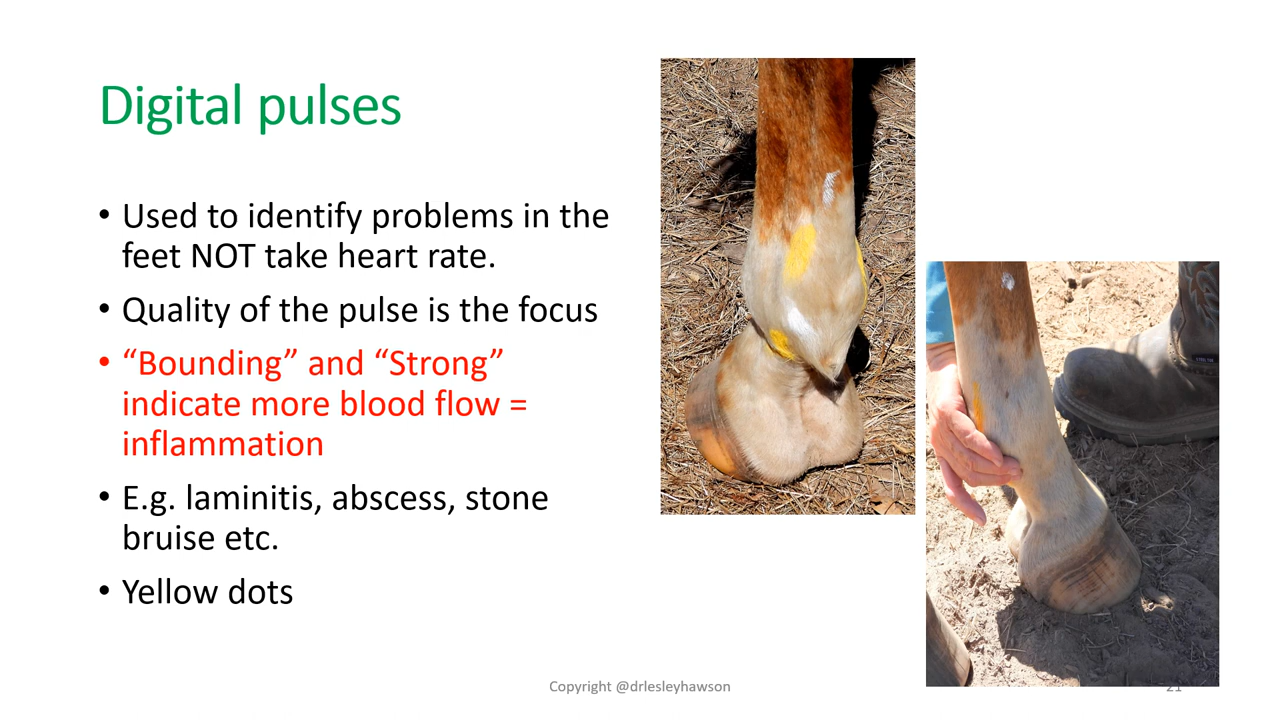 Digital pulses
• Used to identify problems in the
feet NOT take heart rate.
• Quality of the pulse is the focus
• “Bounding” and “Strong”
indicate more blood flow =
inflammation
• E.g. laminitis, abscess, stone
bruise etc.
• Yellow dots
Copyright @drlesleyhawson
21